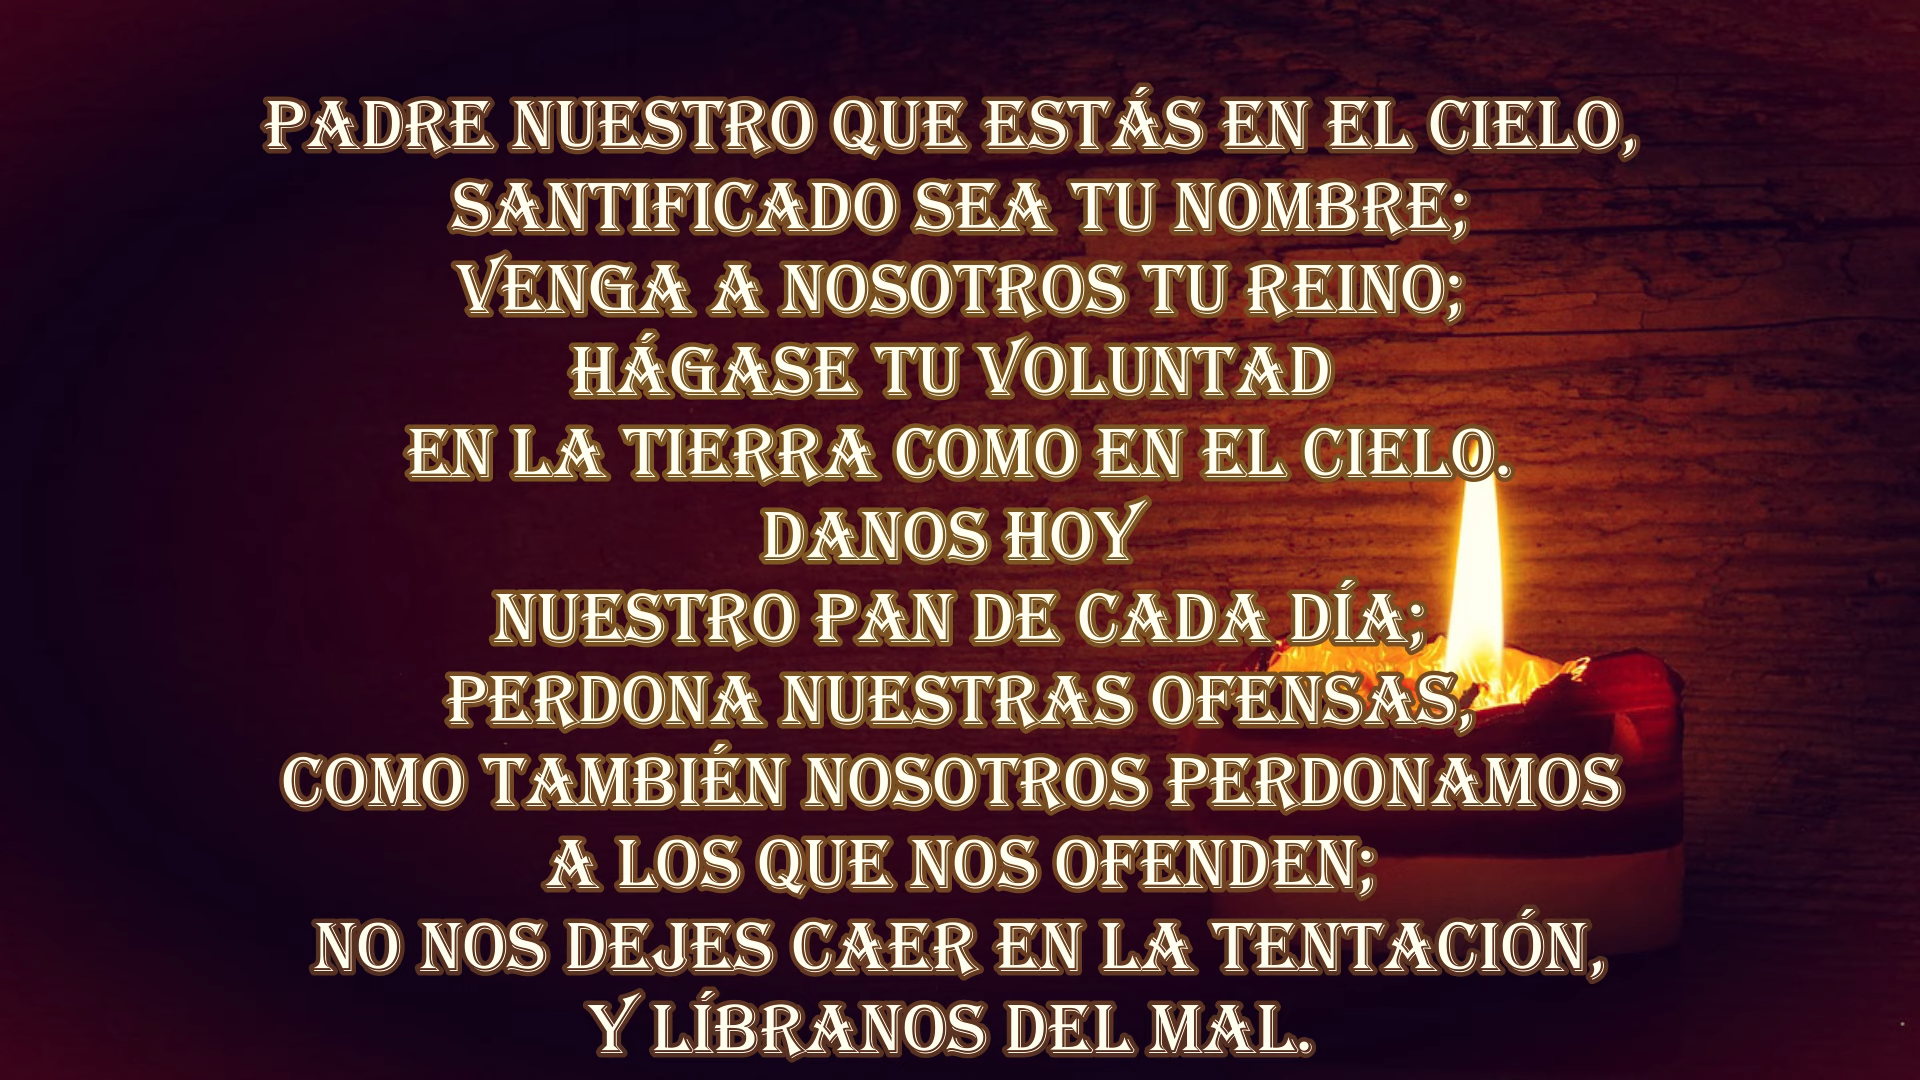 PADRE NUESTRO QUE ESTÁS EN EL CIELO,
SANTIFICADO SEA TU NOMBRE;
VENGA A NOSOTROS TU REINO;
HÁGASE TU VOLUNTAD
EN LA TIERRA COMO EN EL CIELO.
DANOS HOY
NUESTRO PAN DE CADA DÍA;
PERDONA NUESTRAS OFENSAS,
COMO TAMBIÉN NOSOTROS PERDONAMOS
A LOS QUE NOS OFENDEN;
NO NOS DEJES CAER EN LA TENTACIÓN,
Y LÍBRANOS DEL MAL.